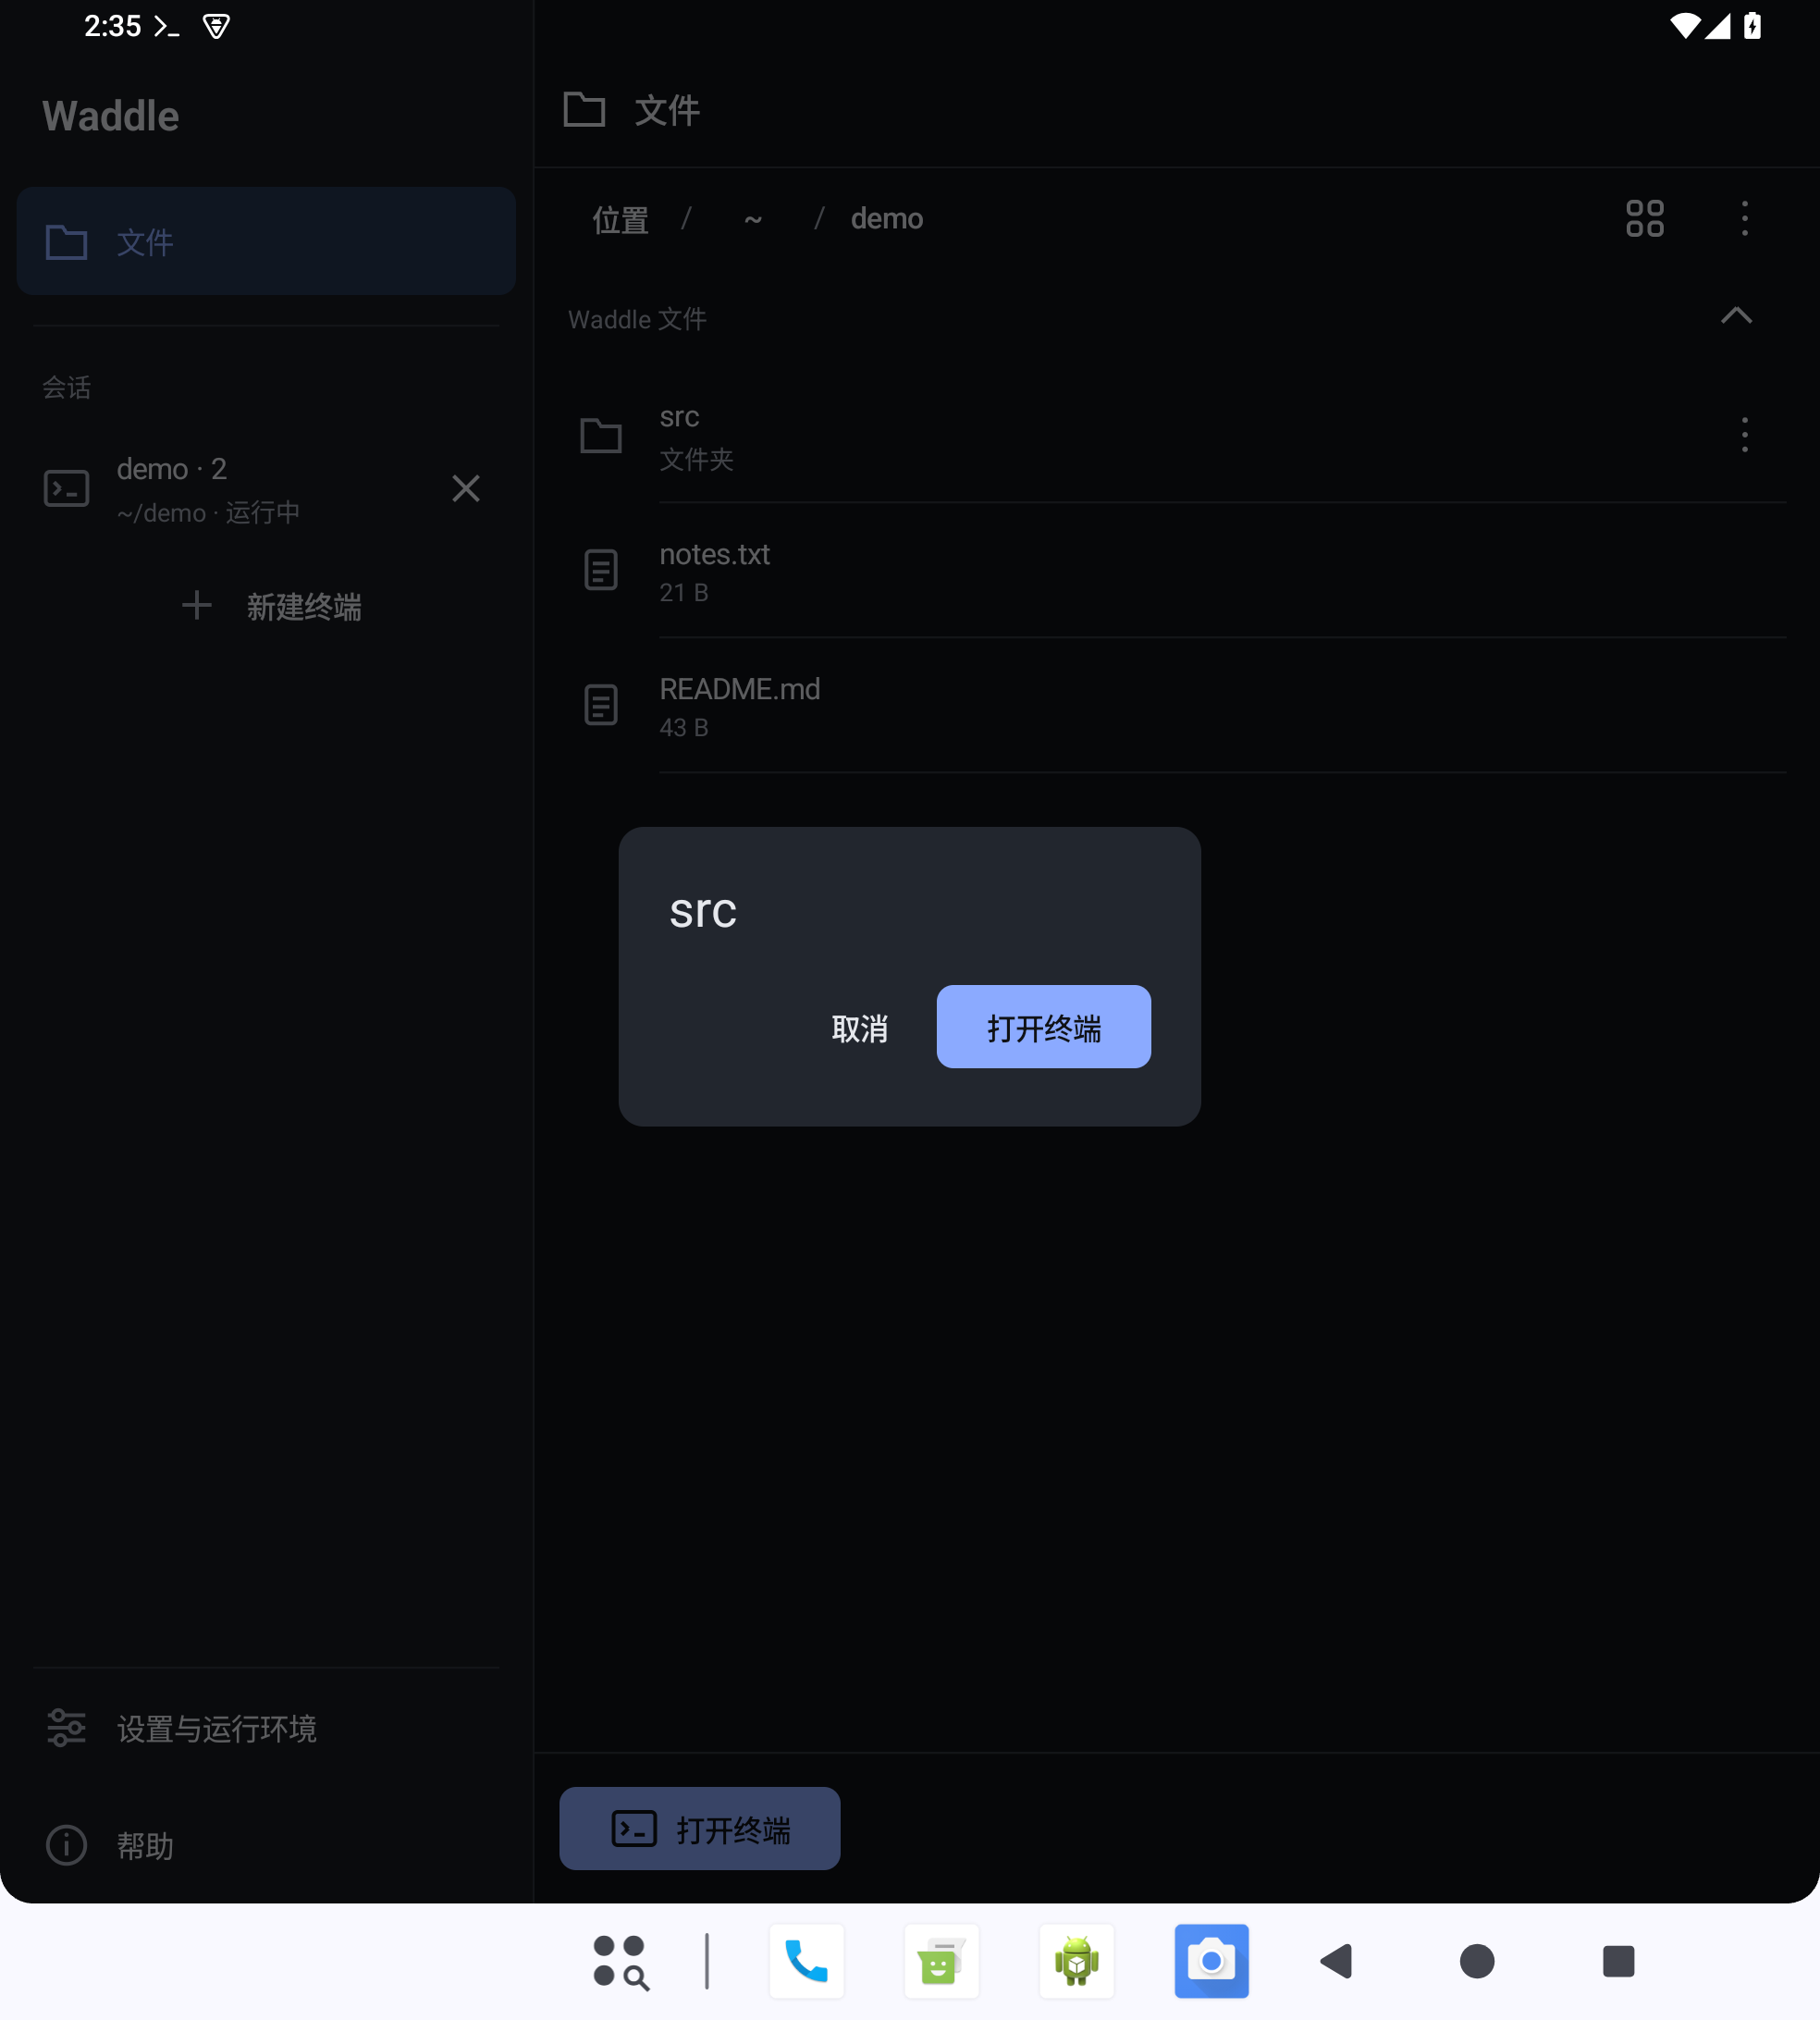 2:35
Waddle
文件
会话
demo · 2
~/demo · 运行中
新建终端
设置与运行环境
帮助
文件
位置 / ~ / demo
Waddle 文件
src
文件夹
notes.txt
21 B
README.md
43 B
src
取消 打开终端
打开终端